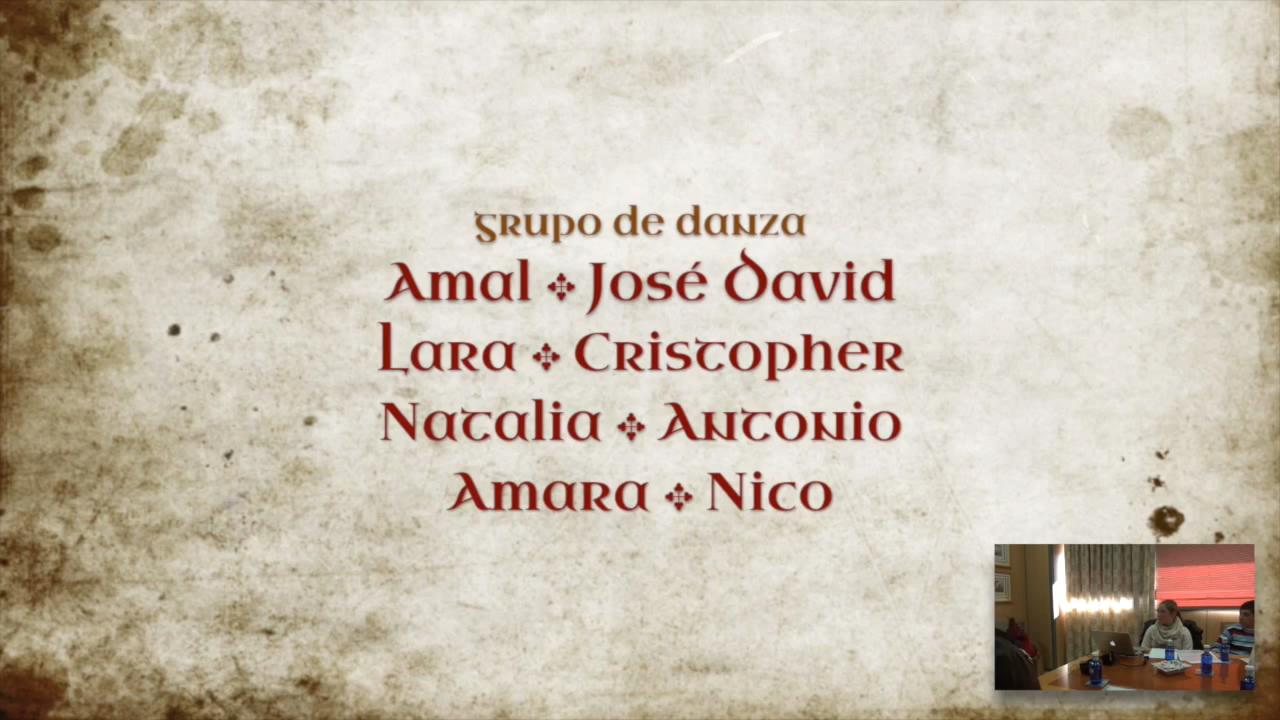 grupo de danza
Amal ✣ José David
Lara ✣ Cristopher
Natalia ✣ Antonio
Amara ✣ Nico